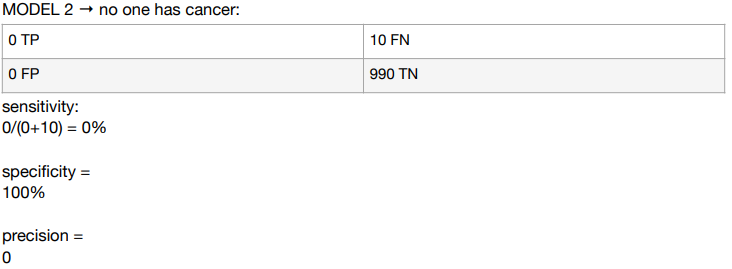 MODEL 2 → no one has cancer:
0 TP 10 FN
0 FP 990 TN
sensitivity:
0/(0+10) = 0%
specificity =
100%
precision =
0